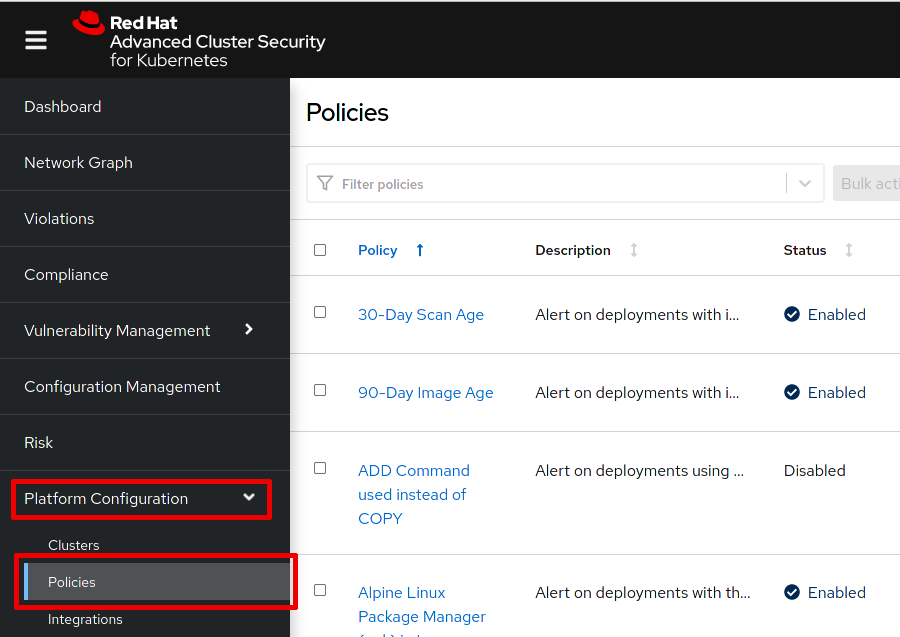 Red Hat
Advanced Cluster Security
for Kubernetes
Dashboard
Network Graph
Violations
Compliance
Vulnerability Management
Configuration Management
Risk
Platform Configuration
Clusters
Policies
Integrations
Policies
Filter policies
Bulk acti
Policy Description Status
30-Day Scan Age Alert on deployments with i... Enabled
90-Day Image Age Alert on deployments with i... Enabled
ADD Command Alert on deployments using ... Disabled
used instead of
COPY
Alpine Linux Alert on deployments with th... Enabled
Package Manager